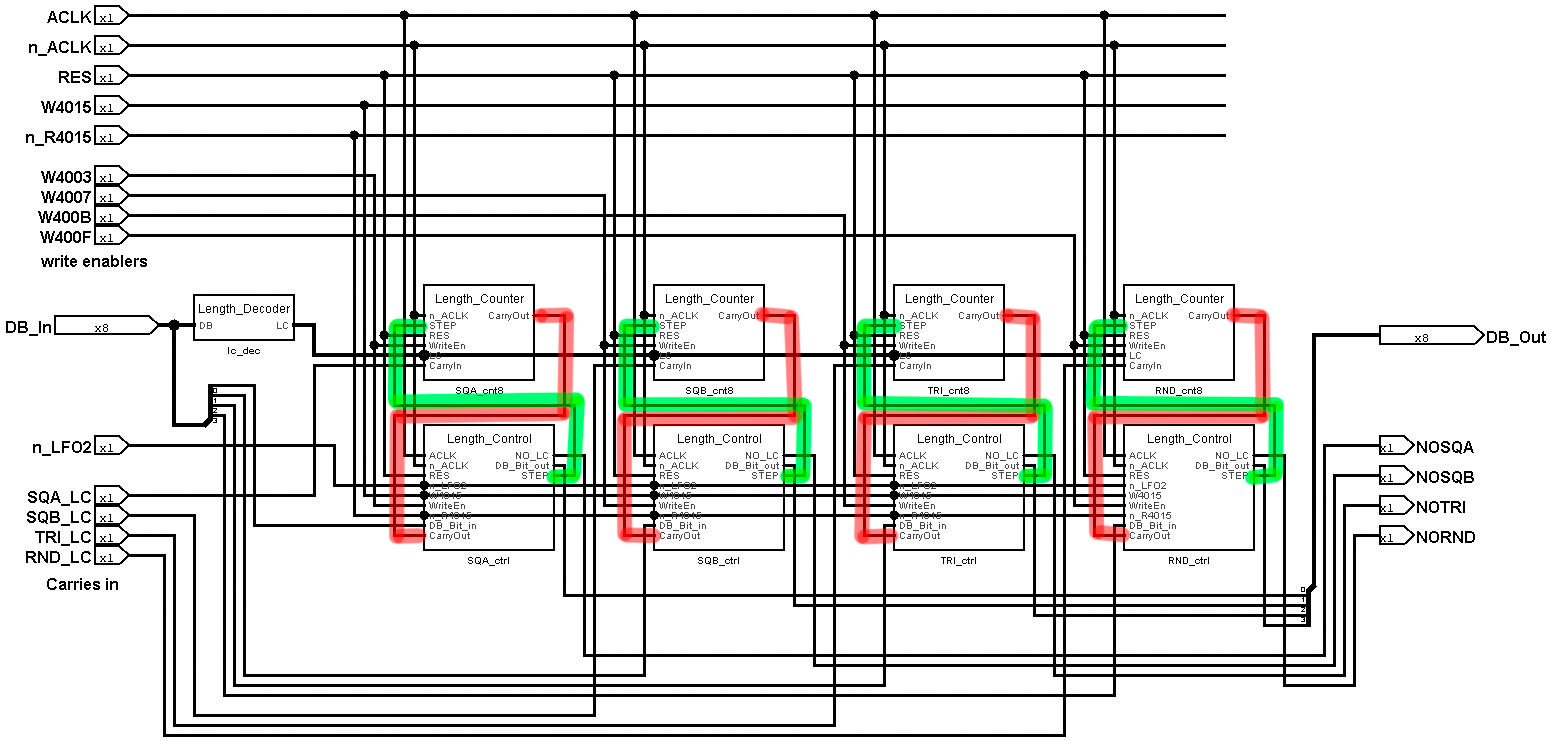 ACLK x1
n_ACLK x1
RES x1
W4015 x1
n_R4015 x1
W4003 x1
W4007 x1
W400B x1
W400F x1
write enablers
DB_In x8
Length_Decoder
DB LC
lc_dec
0
1
2
3
n_LFO2 x1
SQA_LC x1
SQB_LC x1
TRI_LC x1
RND_LC x1
Carries in
Length_Counter
n_ACLK CarryOut
STEP
RES
WriteEn
LC
CarryIn
SQA_cnt8
Length_Control
ACLK NO_LC
n_ACLK DB_Bit_out
RES STEP
n_LFO2
W4015
WriteEn
n_R4015
DB_Bit_in
CarryOut
SQA_ctrl
Length_Counter
n_ACLK CarryOut
STEP
RES
WriteEn
LC
CarryIn
SQB_cnt8
Length_Control
ACLK NO_LC
n_ACLK DB_Bit_out
RES STEP
n_LFO2
W4015
WriteEn
n_R4015
DB_Bit_in
CarryOut
SQB_ctrl
Length_Counter
n_ACLK CarryOut
STEP
RES
WriteEn
LC
CarryIn
TRI_cnt8
Length_Control
ACLK NO_LC
n_ACLK DB_Bit_out
RES STEP
n_LFO2
W4015
WriteEn
n_R4015
DB_Bit_in
CarryOut
TRI_ctrl
Length_Counter
n_ACLK CarryOut
STEP
RES
WriteEn
LC
CarryIn
RND_cnt8
Length_Control
ACLK NO_LC
n_ACLK DB_Bit_out
RES STEP
n_LFO2
W4015
WriteEn
n_R4015
DB_Bit_in
CarryOut
RND_ctrl
0
1
2
3
x8 DB_Out
x1 NOSQA
x1 NOSQB
x1 NOTRI
x1 NORND